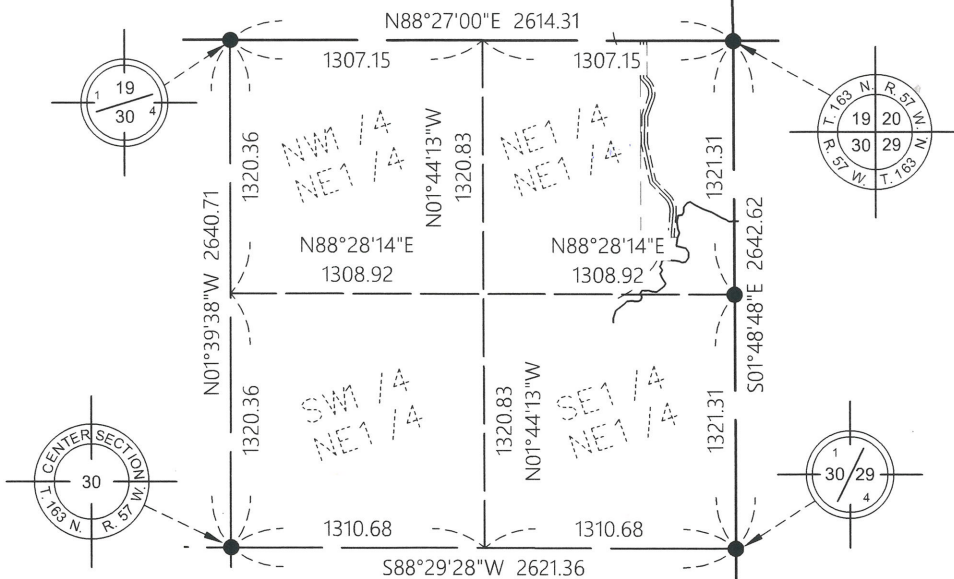 N88°27'00"E 2614.31
1307.15
1307.15
1 19
30 4
T. 163 N. R. 57 W.
19 20
30 29
R. 57 W. T. 163 N.
1320.36
NW1/4
NE1/4
N01°44'13"W
1320.83
NE1/4
NE1/4
1321.31
N01°39'38"W 2640.71
N88°28'14"E
1308.92
N88°28'14"E
1308.92
S01°48'48"E 2642.62
1320.36
SW1/4
NE1/4
1320.83
N01°44'13"W
SE1/4
NE1/4
1321.31
CENTER SECTION
30
T. 163 N. R. 57 W.
1
30 29
4
1310.68
1310.68
S88°29'28"W 2621.36